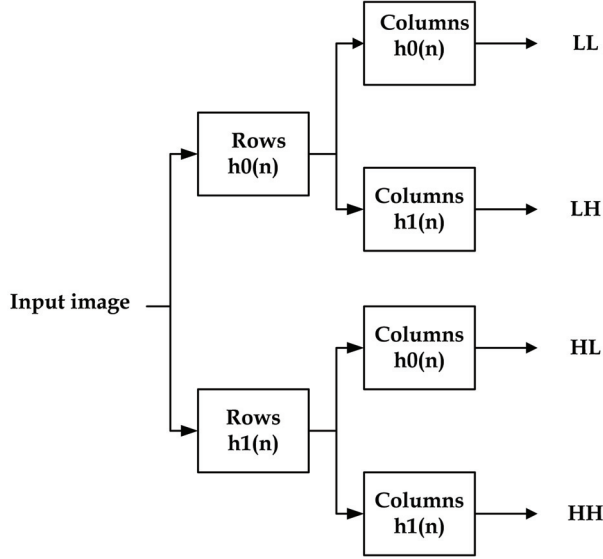 Columns
h0(n)
LL
Rows
h0(n)
Columns
h1(n)
LH
Input image
Columns
h0(n)
HL
Rows
h1(n)
Columns
h1(n)
HH